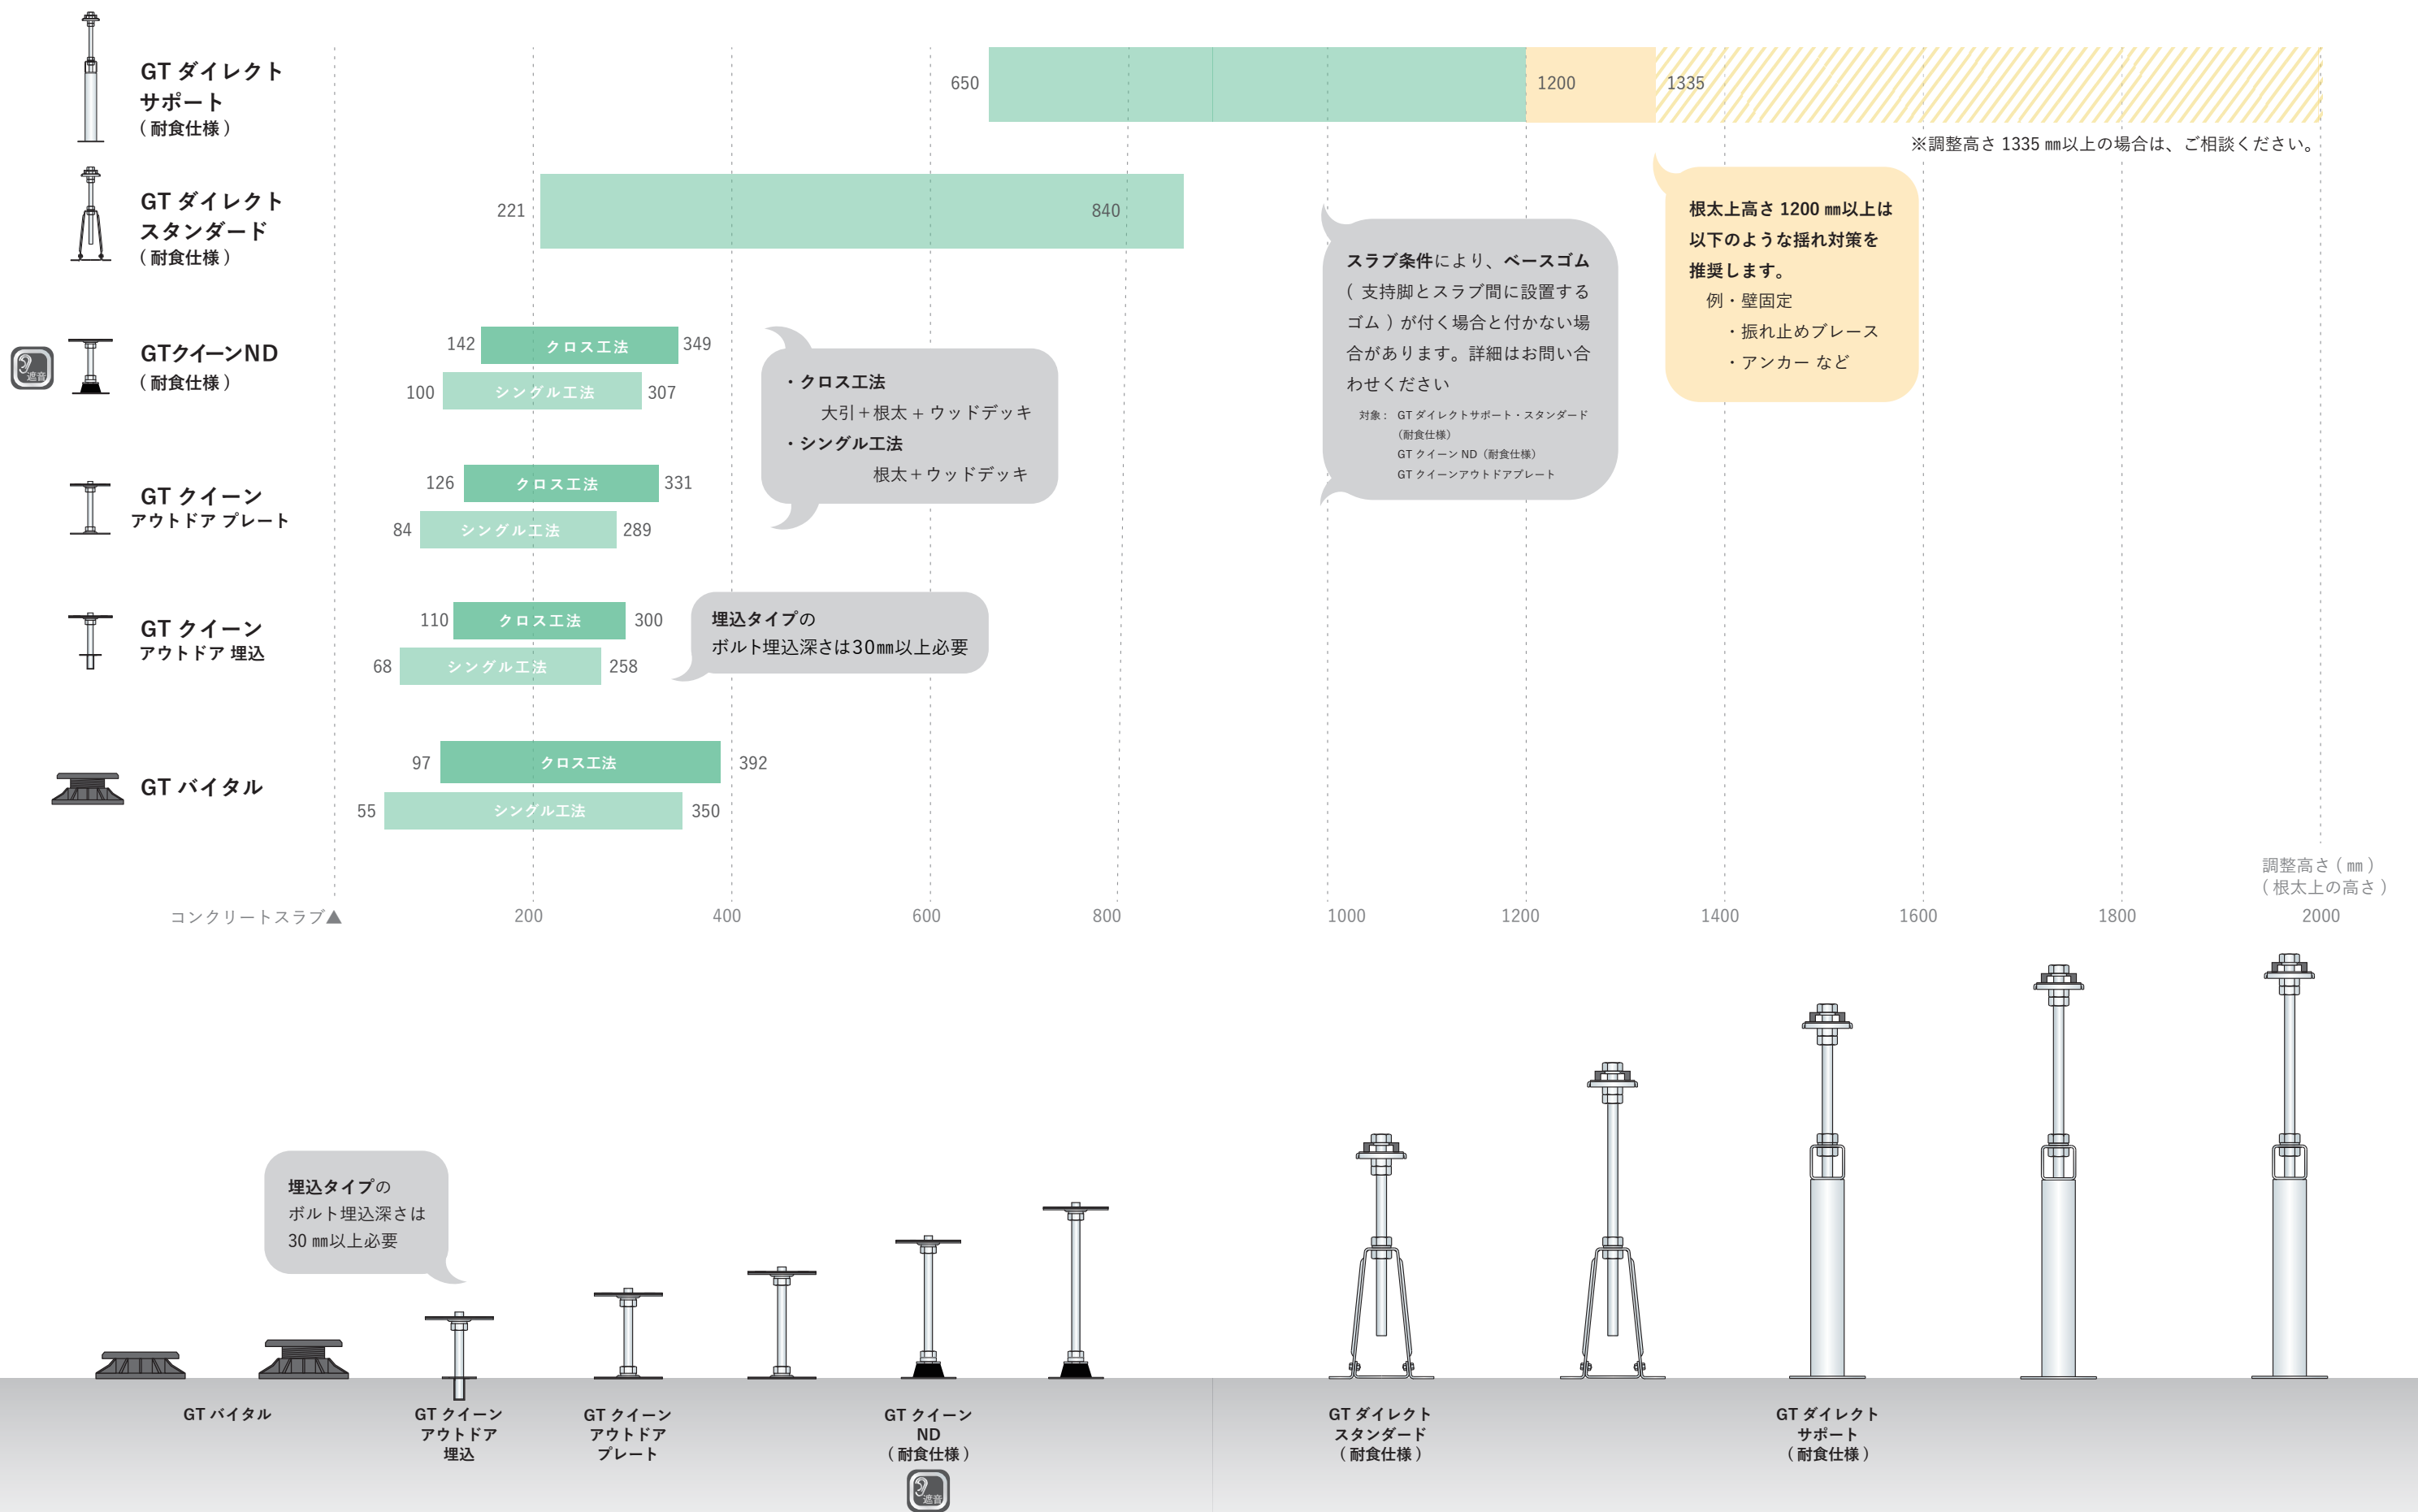 GT ダイレクト
サポート
( 耐食仕様 )
650
1200
1335
※調整高さ 1335 ㎜以上の場合は、ご相談ください。
GT ダイレクト
スタンダード
( 耐食仕様 )
221
840
根太上高さ 1200 ㎜以上は
以下のような揺れ対策を
推奨します。
例・壁固定
・振れ止めブレース
・アンカー など
スラブ条件により、ベースゴム
( 支持脚とスラブ間に設置する
ゴム ) が付く場合と付かない場
合があります。詳細はお問い合
わせください
対象： GT ダイレクトサポート・スタンダード
（耐食仕様）
GT クイーン ND（耐食仕様）
GT クイーンアウトドアプレート
遮音
GTクイーンND
( 耐食仕様 )
142
クロス工法
349
100
シングル工法
307
・クロス工法
大引＋根太 + ウッドデッキ
・シングル工法
根太＋ウッドデッキ
GT クイーン
アウトドア プレート
126
クロス工法
331
84
シングル工法
289
GT クイーン
アウトドア 埋込
110
クロス工法
300
68
シングル工法
258
埋込タイプの
ボルト埋込深さは30㎜以上必要
GT バイタル
97
クロス工法
392
55
シングル工法
350
調整高さ ( ㎜ )
( 根太上の高さ )
コンクリートスラブ▲
200
400
600
800
1000
1200
1400
1600
1800
2000
埋込タイプの
ボルト埋込深さは
30 ㎜以上必要
GT バイタル
GT クイーン
アウトドア
埋込
GT クイーン
アウトドア
プレート
GT クイーン
ND
( 耐食仕様 )
遮音
GT ダイレクト
スタンダード
( 耐食仕様 )
GT ダイレクト
サポート
( 耐食仕様 )